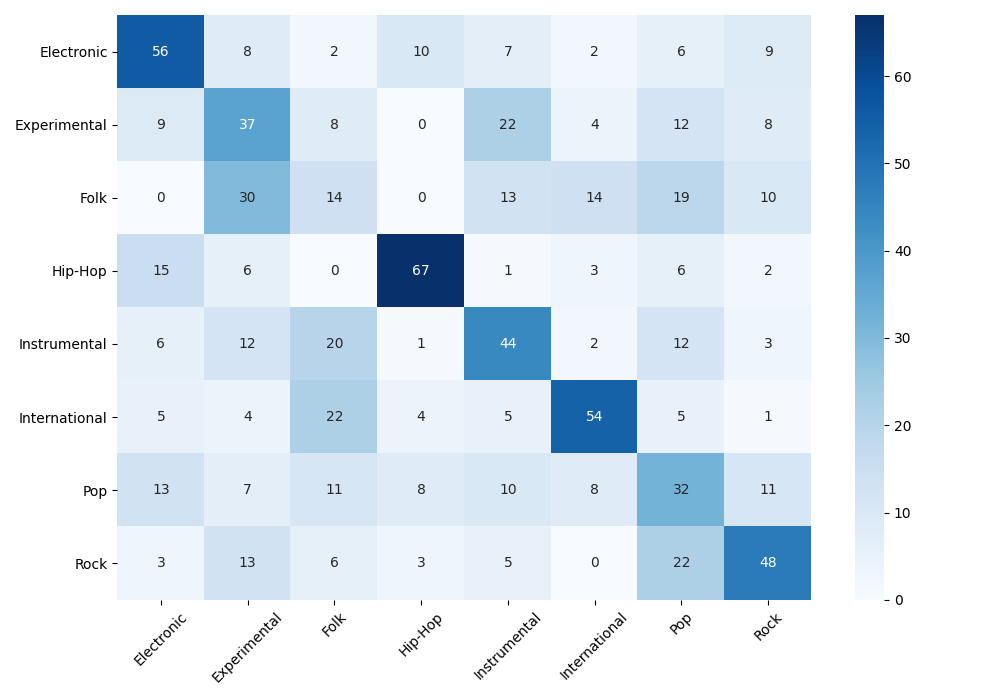 Electronic 56 8 2 10 7 2 6 9
Experimental 9 37 8 0 22 4 12 8
Folk 0 30 14 0 13 14 19 10
Hip-Hop 15 6 0 67 1 3 6 2
Instrumental 6 12 20 1 44 2 12 3
International 5 4 22 4 5 54 5 1
Pop 13 7 11 8 10 8 32 11
Rock 3 13 6 3 5 0 22 48
Electronic Experimental Folk Hip-Hop Instrumental International Pop Rock
60
50
40
30
20
10
0